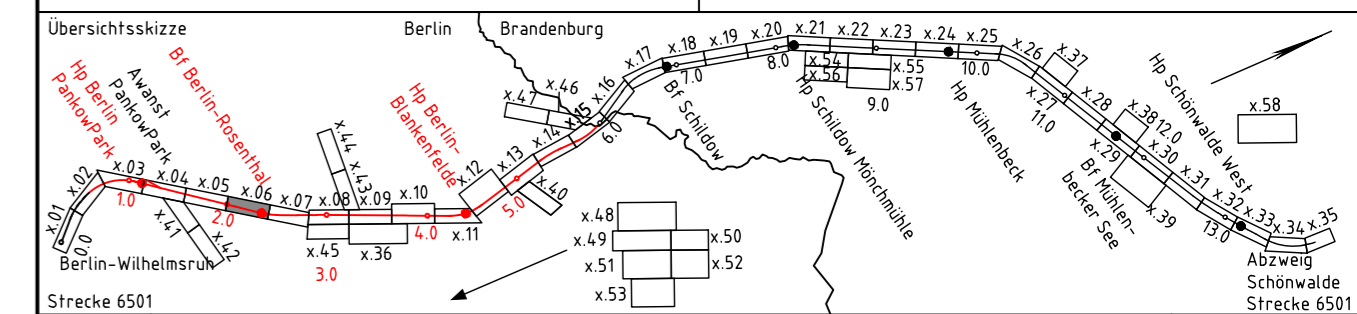 Übersichtsskizze
Berlin
Brandenburg
Hp Berlin
PankowPark
Awanst
PankowPark
Bf Berlin-Rosenthal
Hp Berlin-
Blankenfelde
Bf Schildow
Hp Schildow Mönchmühle
Hp Mühlenbeck
Bf Mühlen-
becker See
Hp Schönwalde West
x.01
x.02
x.03
x.04
x.05
x.06
x.07
x.08
x.09
x.10
x.11
x.12
x.13
x.14
x.15
x.16
x.17
x.18
x.19
x.20
x.21
x.22
x.23
x.24
x.25
x.26
x.27
x.28
x.29
x.30
x.31
x.32
x.33
x.34
x.35
x.36
x.37
x.38
x.39
x.40
x.41
x.42
x.43
x.44
x.45
x.46
x.47
x.48
x.49
x.50
x.51
x.52
x.53
x.54
x.55
x.56
x.57
x.58
0.0
1.0
2.0
3.0
4.0
5.0
6.0
7.0
8.0
9.0
10.0
11.0
12.0
13.0
Berlin-Wilhelmsruh
Strecke 6501
Abzweig
Schönwalde
Strecke 6501